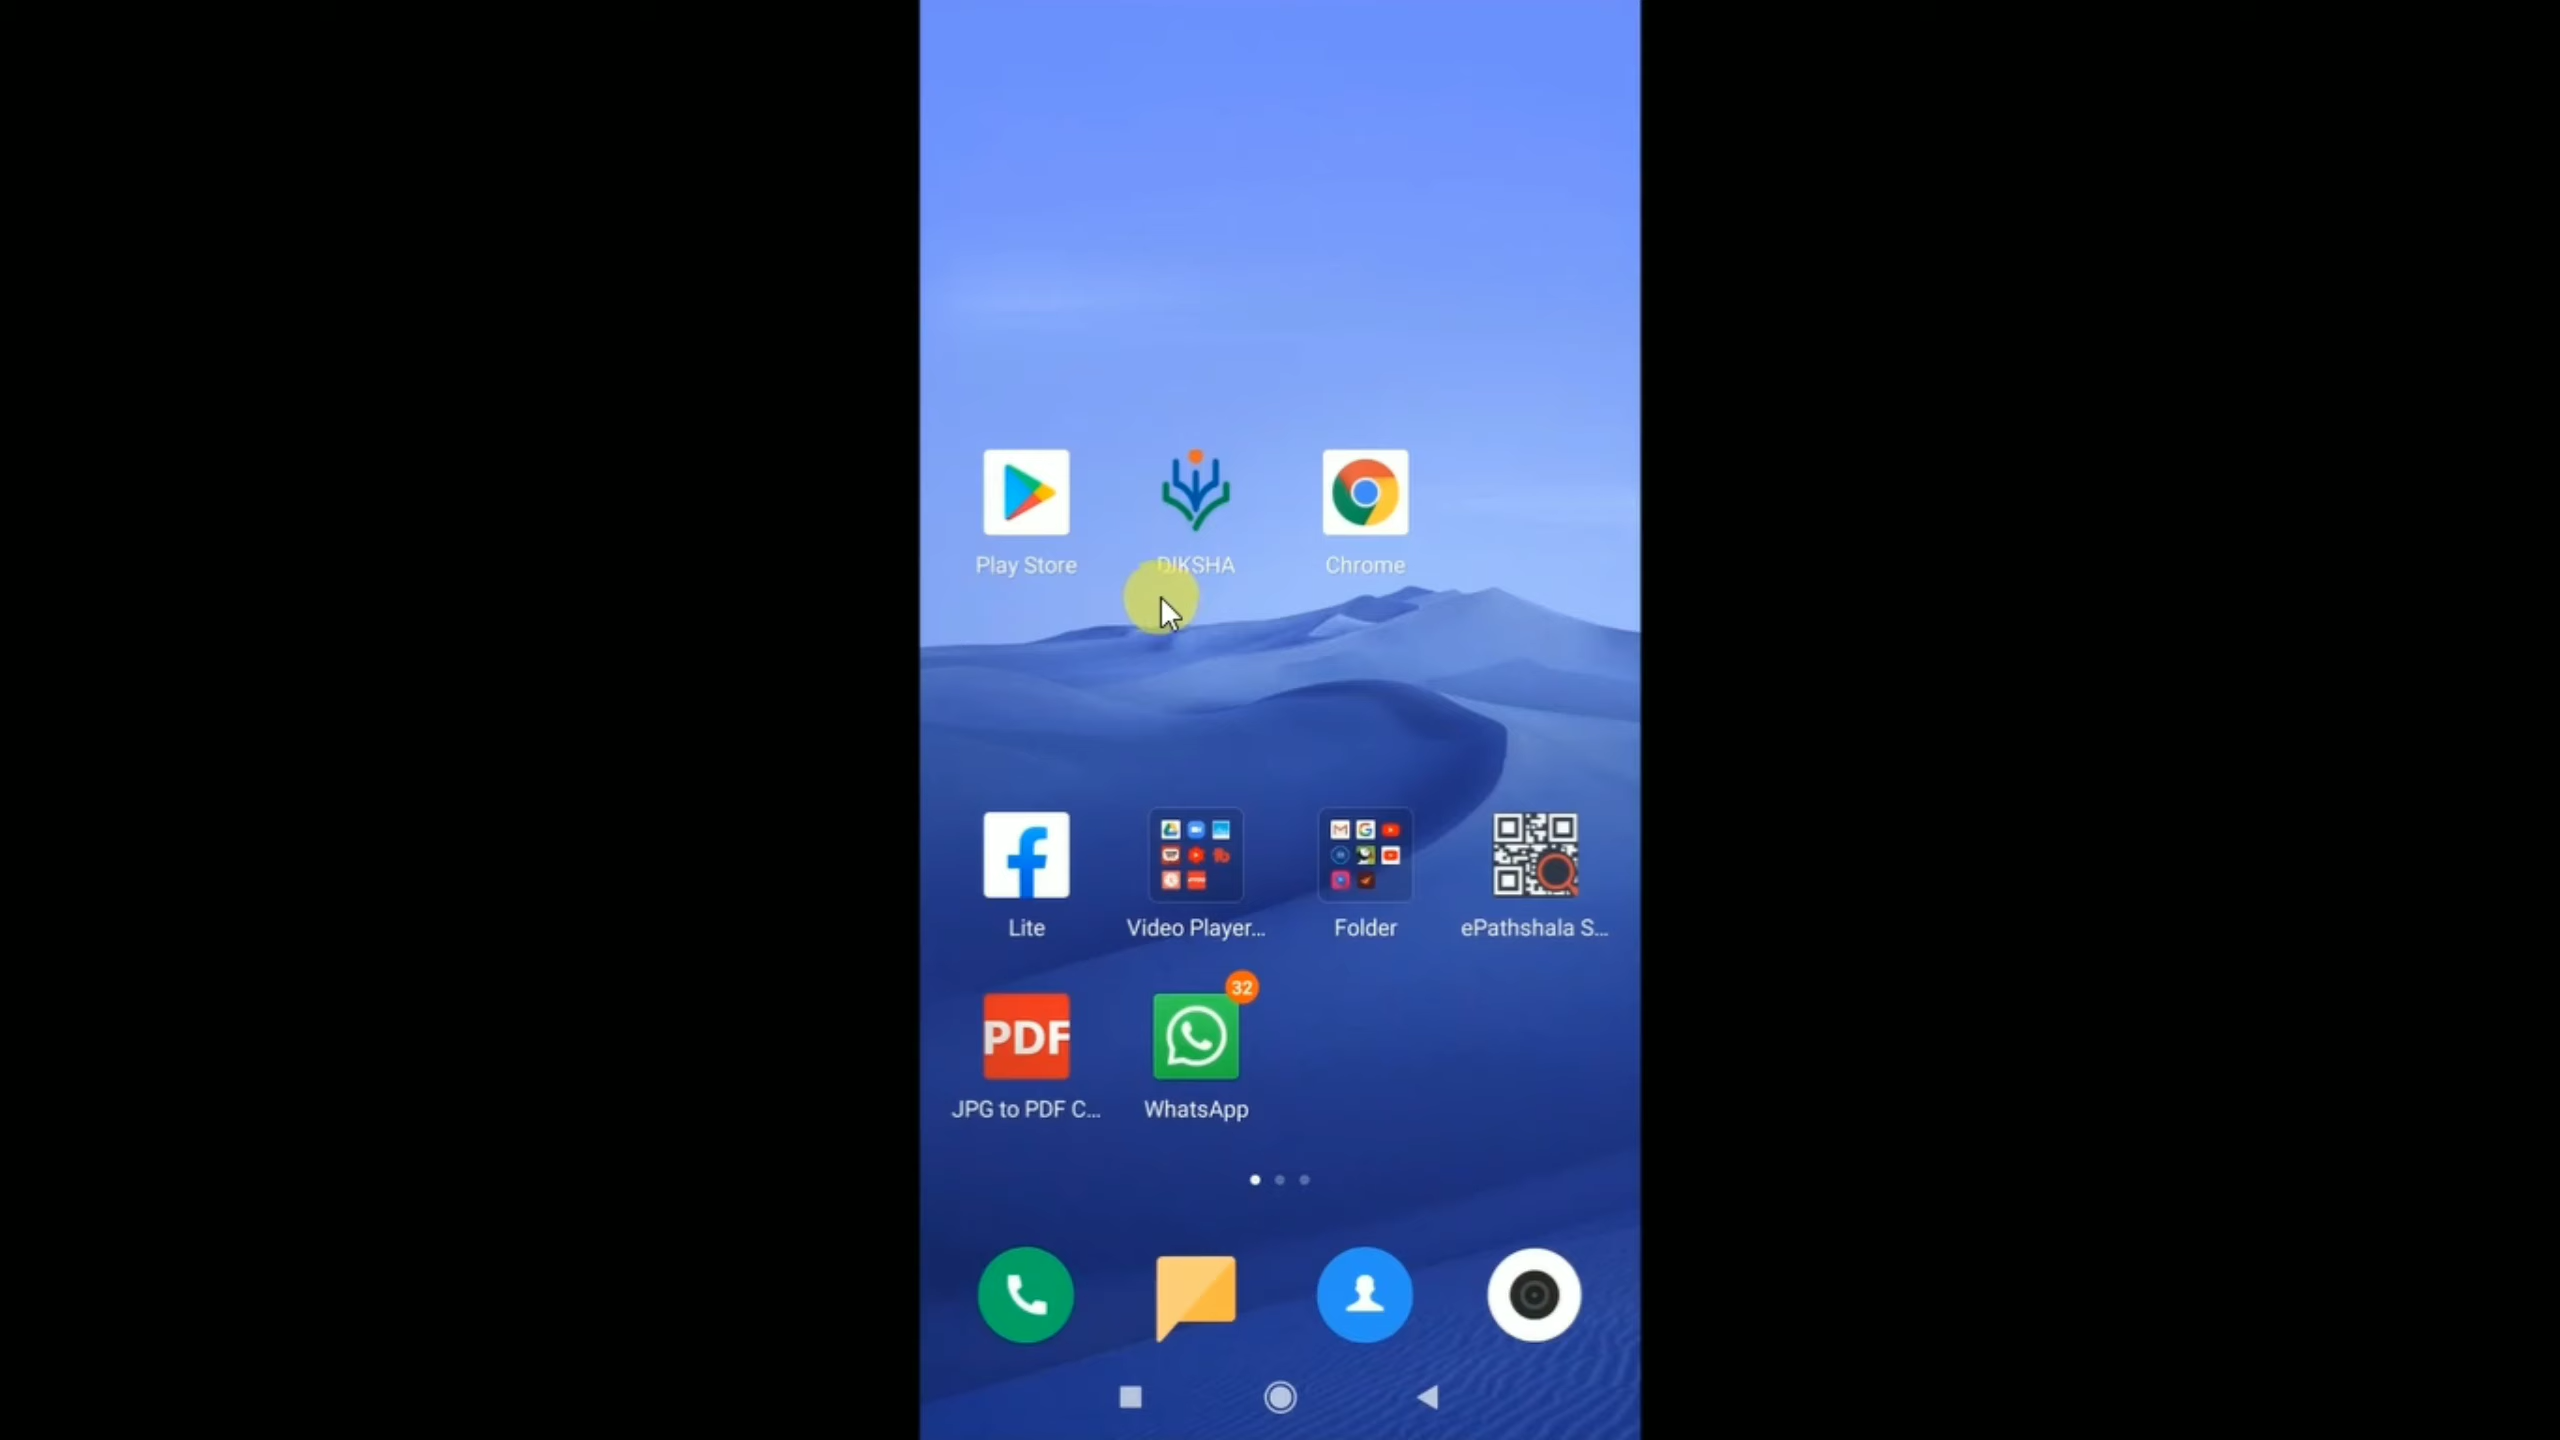 Play Store
DIKSHA
Chrome
Lite
Video Player...
Folder
ePathshala S...
32
PDF
JPG to PDF C...
WhatsApp